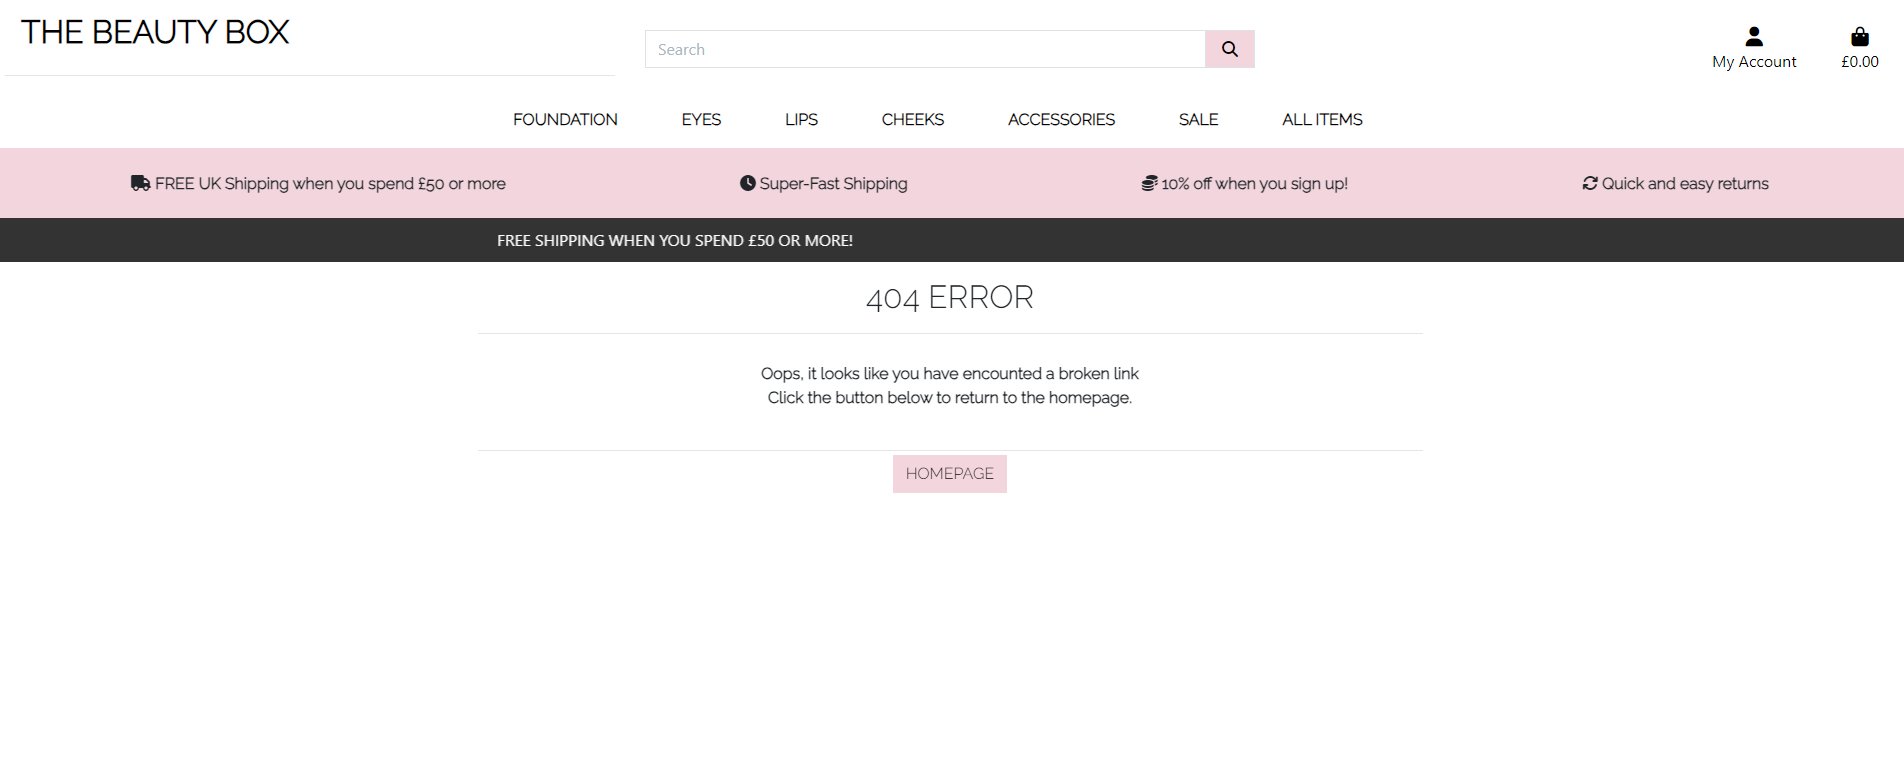 THE BEAUTY BOX
Search
My Account
£0.00
FOUNDATION EYES LIPS CHEEKS ACCESSORIES SALE ALL ITEMS
FREE UK Shipping when you spend £50 or more
Super-Fast Shipping
10% off when you sign up!
Quick and easy returns
FREE SHIPPING WHEN YOU SPEND £50 OR MORE!
404 ERROR
Oops, it looks like you have encounted a broken link
Click the button below to return to the homepage.
HOMEPAGE